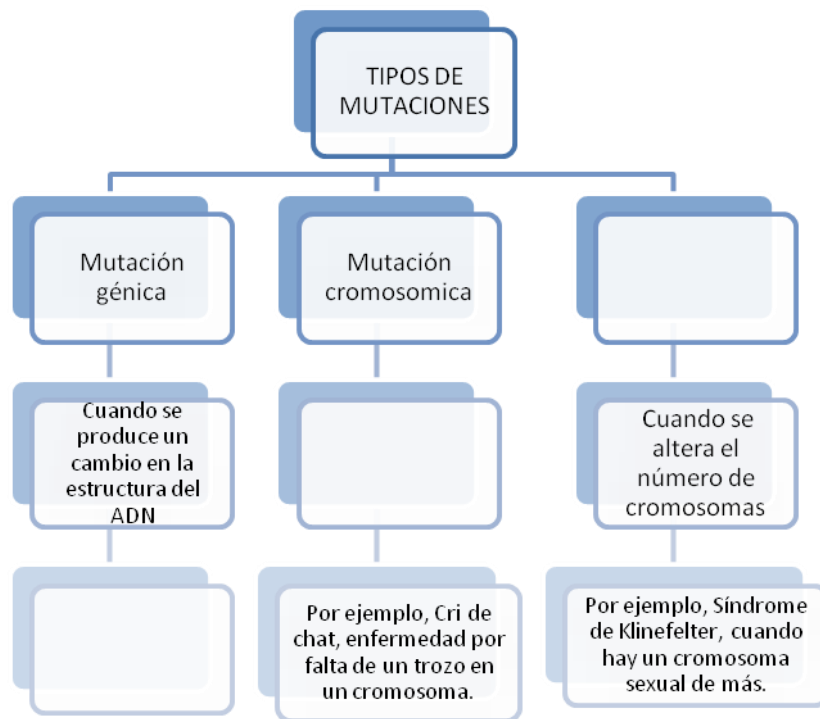 TIPOS DE
MUTACIONES
Mutación
génica
Mutación
cromosomica
Cuando se
produce un
cambio en la
estructura del
ADN
Cuando se
altera el
número de
cromosomas
Por ejemplo, Cri de
chat, enfermedad por
falta de un trozo en
un cromosoma.
Por ejemplo, Síndrome
de Klinefelter, cuando
hay un cromosoma
sexual de más.